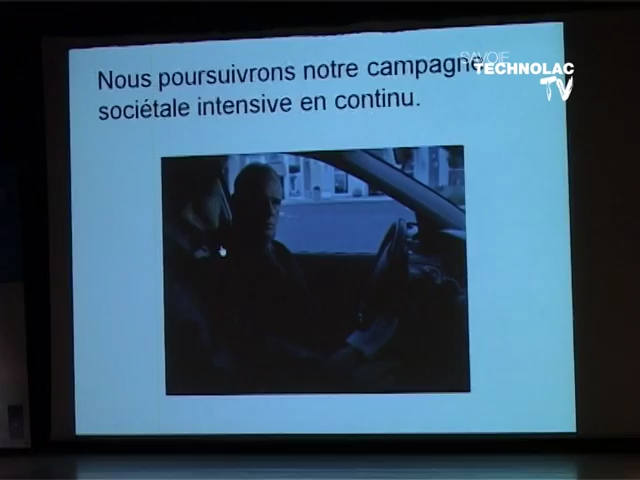 Nous poursuivrons notre campagne
sociétale intensive en continu.
SAVOIE
TECHNOLAC
TV